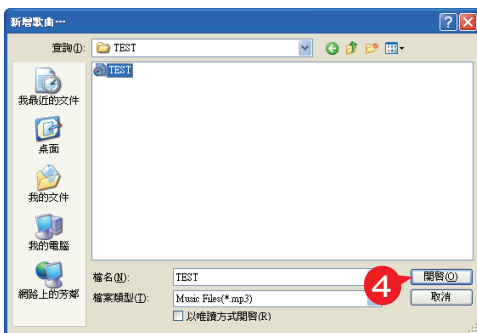 新增歌曲…
查詢(I): TEST
TEST
我最近的文件
桌面
我的文件
我的電腦
網路上的芳鄰
檔名(N): TEST 開啓(O)
檔案類型(T): Music Files(*.mp3) 取消
以唯讀方式開啓(R)
4